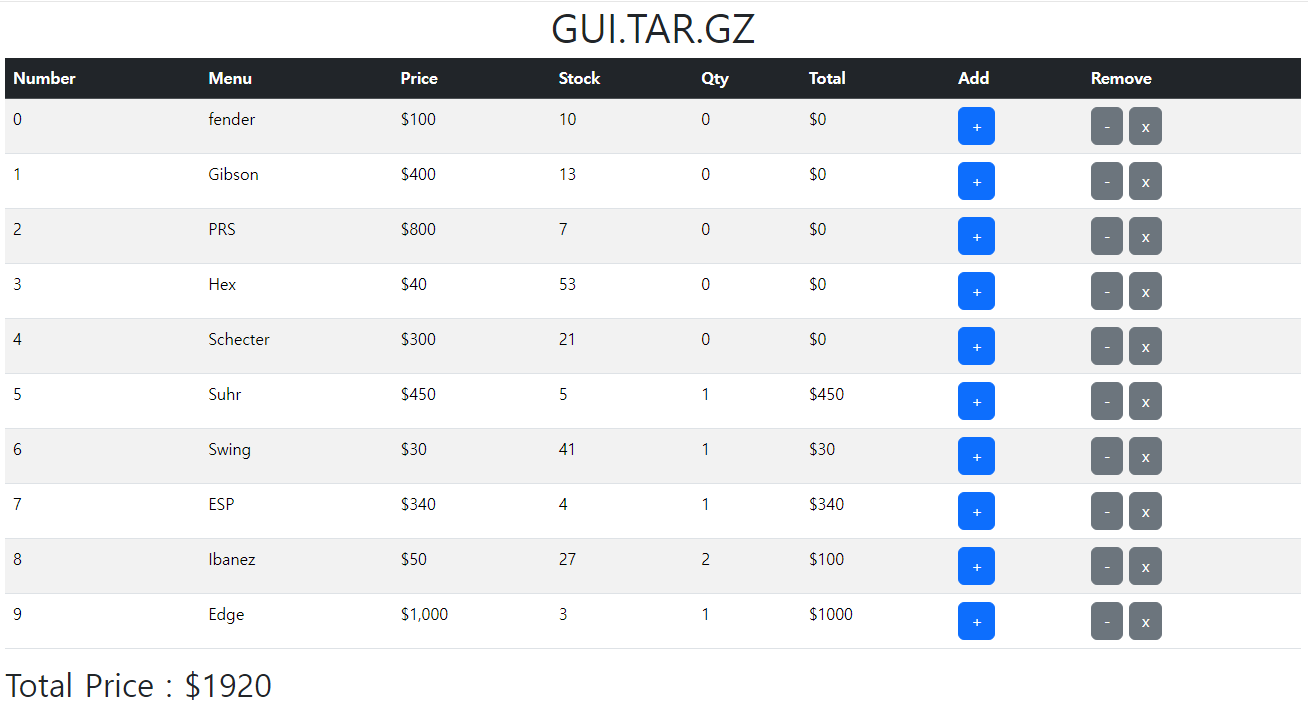 GUI.TAR.GZ
Number Menu Price Stock Qty Total Add Remove
0 fender $100 10 0 $0 + - x
1 Gibson $400 13 0 $0 + - x
2 PRS $800 7 0 $0 + - x
3 Hex $40 53 0 $0 + - x
4 Schecter $300 21 0 $0 + - x
5 Suhr $450 5 1 $450 + - x
6 Swing $30 41 1 $30 + - x
7 ESP $340 4 1 $340 + - x
8 Ibanez $50 27 2 $100 + - x
9 Edge $1,000 3 1 $1000 + - x
Total Price : $1920